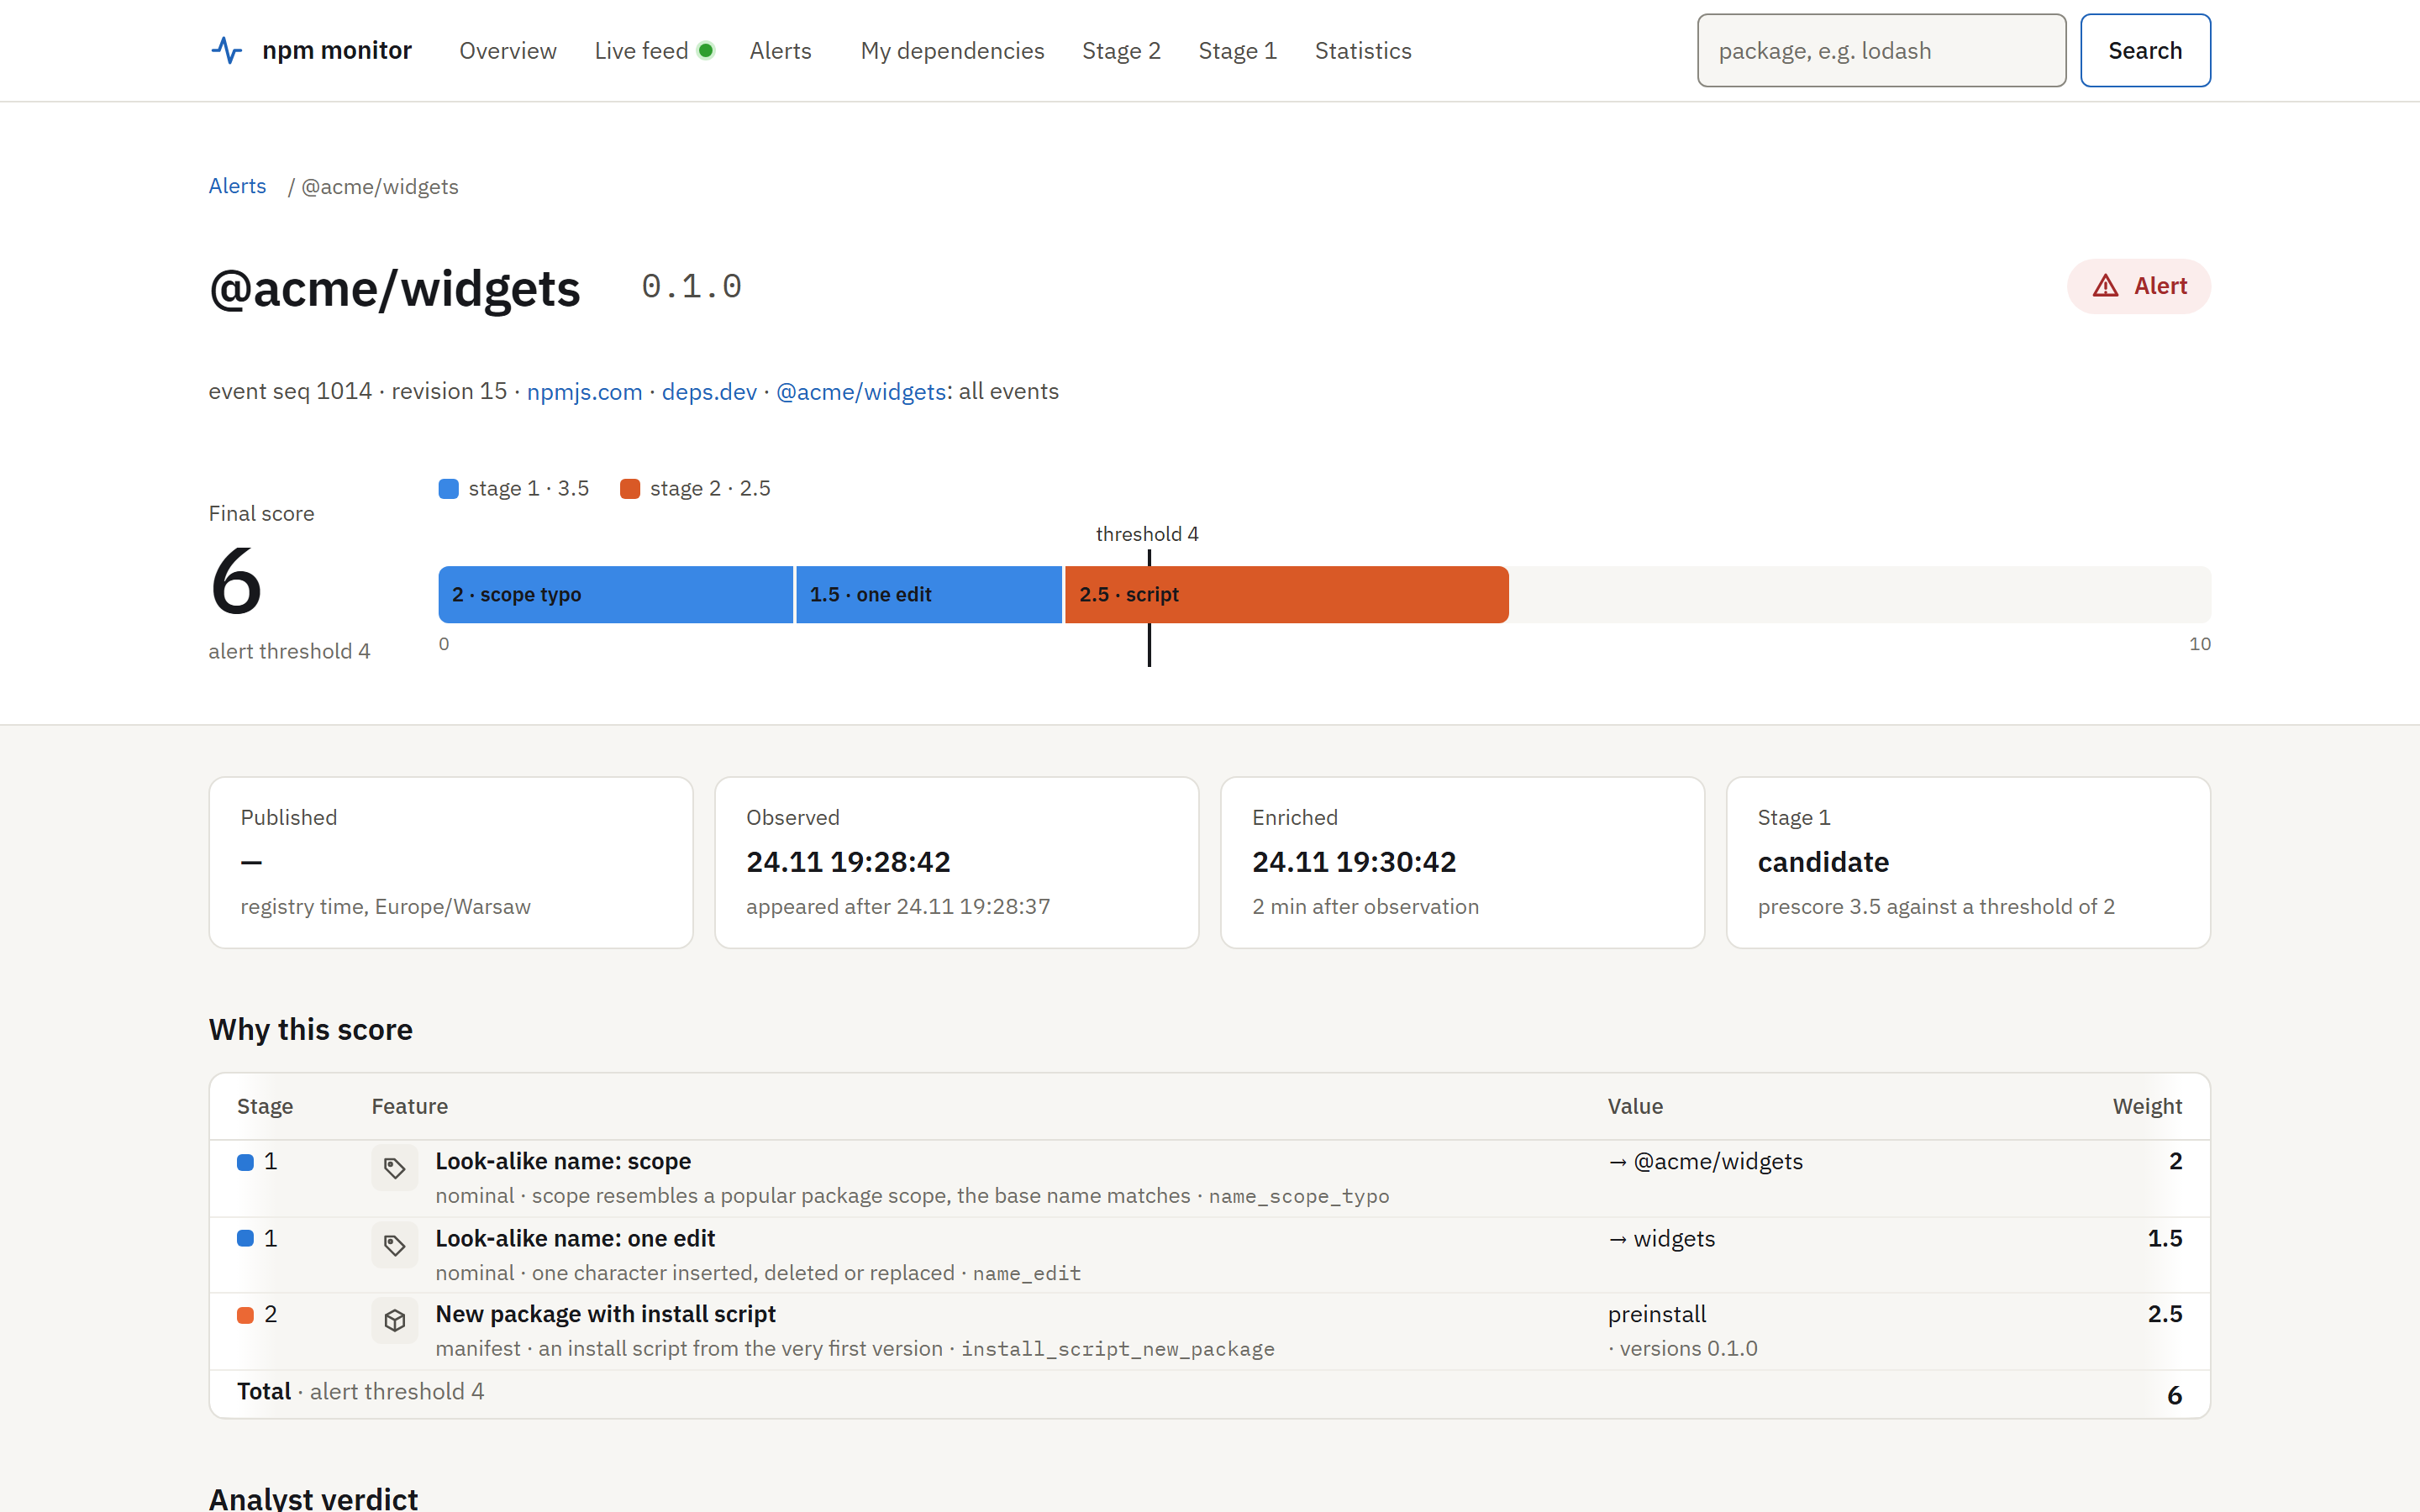 npm monitor Overview Live feed Alerts My dependencies Stage 2 Stage 1 Statistics package, e.g. lodash Search
Alerts / @acme/widgets
@acme/widgets 0.1.0 Alert
event seq 1014 · revision 15 · npmjs.com · deps.dev · @acme/widgets: all events
stage 1 · 3.5 stage 2 · 2.5
Final score
threshold 4
6
2 · scope typo 1.5 · one edit 2.5 · script
alert threshold 4
0 10
Published Observed Enriched Stage 1
— 24.11 19:28:42 24.11 19:30:42 candidate
registry time, Europe/Warsaw appeared after 24.11 19:28:37 2 min after observation prescore 3.5 against a threshold of 2
Why this score
Stage Feature Value Weight
1 Look-alike name: scope → @acme/widgets 2
nominal · scope resembles a popular package scope, the base name matches · name_scope_typo
1 Look-alike name: one edit → widgets 1.5
nominal · one character inserted, deleted or replaced · name_edit
2 New package with install script preinstall 2.5
manifest · an install script from the very first version · install_script_new_package · versions 0.1.0
Total · alert threshold 4 6
Analyst verdict